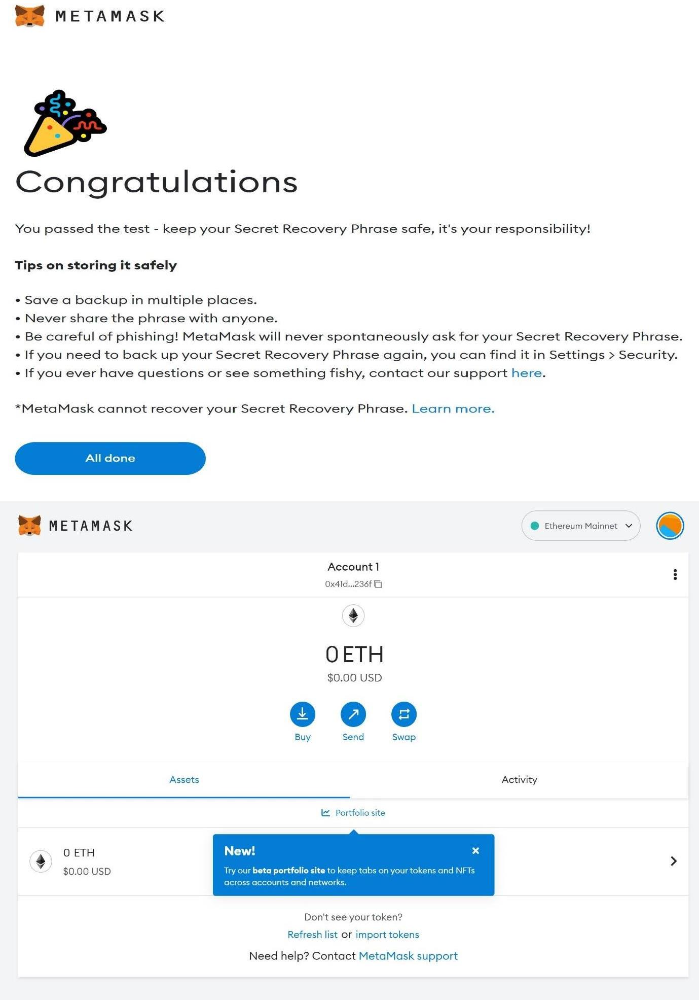 METAMASK
Congratulations
You passed the test - keep your Secret Recovery Phrase safe, it's your responsibility!
Tips on storing it safely
• Save a backup in multiple places.
• Never share the phrase with anyone.
• Be careful of phishing! MetaMask will never spontaneously ask for your Secret Recovery Phrase.
• If you need to back up your Secret Recovery Phrase again, you can find it in Settings > Security.
• If you ever have questions or see something fishy, contact our support here.
*MetaMask cannot recover your Secret Recovery Phrase. Learn more.
All done
METAMASK
Ethereum Mainnet
Account 1
0x41d...236f
0 ETH
$0.00 USD
Buy Send Swap
Assets Activity
Portfolio site
0 ETH
$0.00 USD
New!
Try our beta portfolio site to keep tabs on your tokens and NFTs
across accounts and networks.
Don't see your token?
Refresh list or import tokens
Need help? Contact MetaMask support